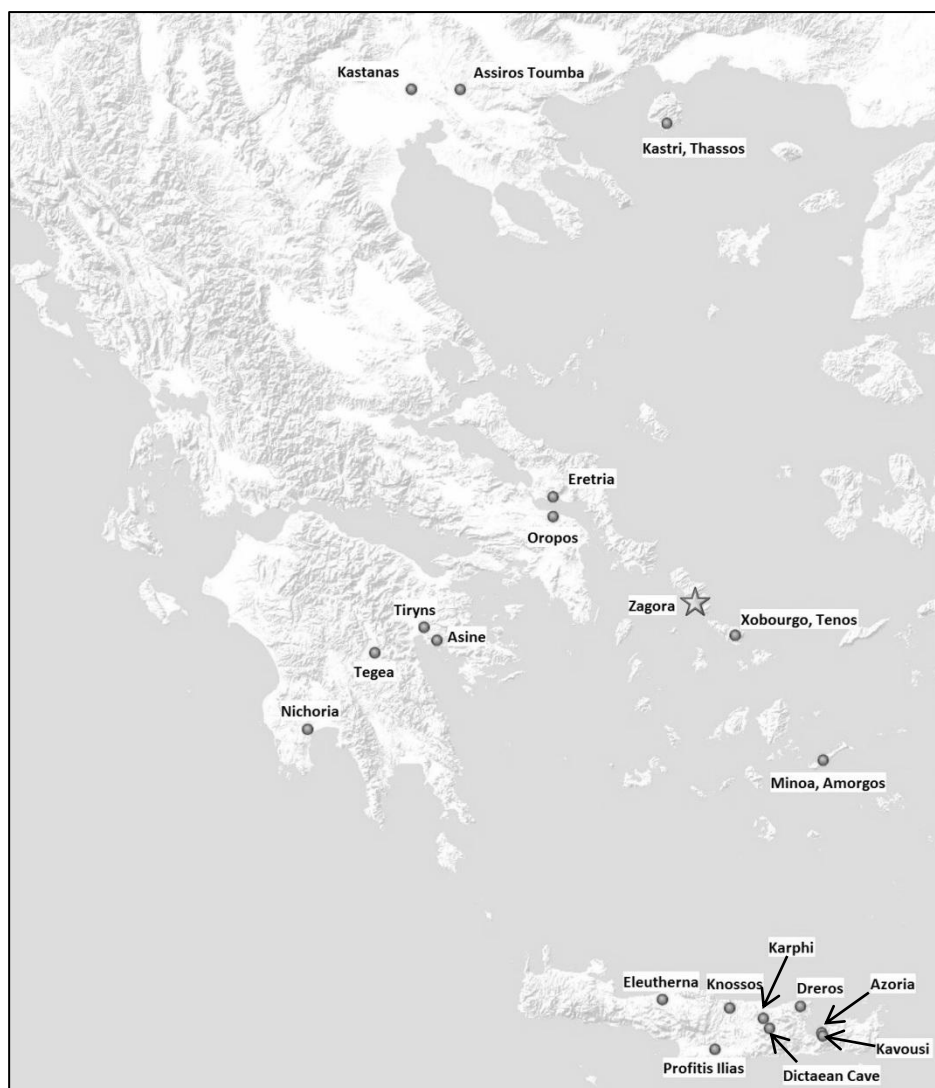 Kastanas
Assiros Toumba
Kastri, Thassos
Eretria
Oropos
Zagora
Xobourgo, Tenos
Tiryns
Asine
Tegea
Nichoria
Minoa, Amorgos
Karphi
Eleutherna
Knossos
Dreros
Azoria
Kavousi
Profitis Ilias
Dictaean Cave